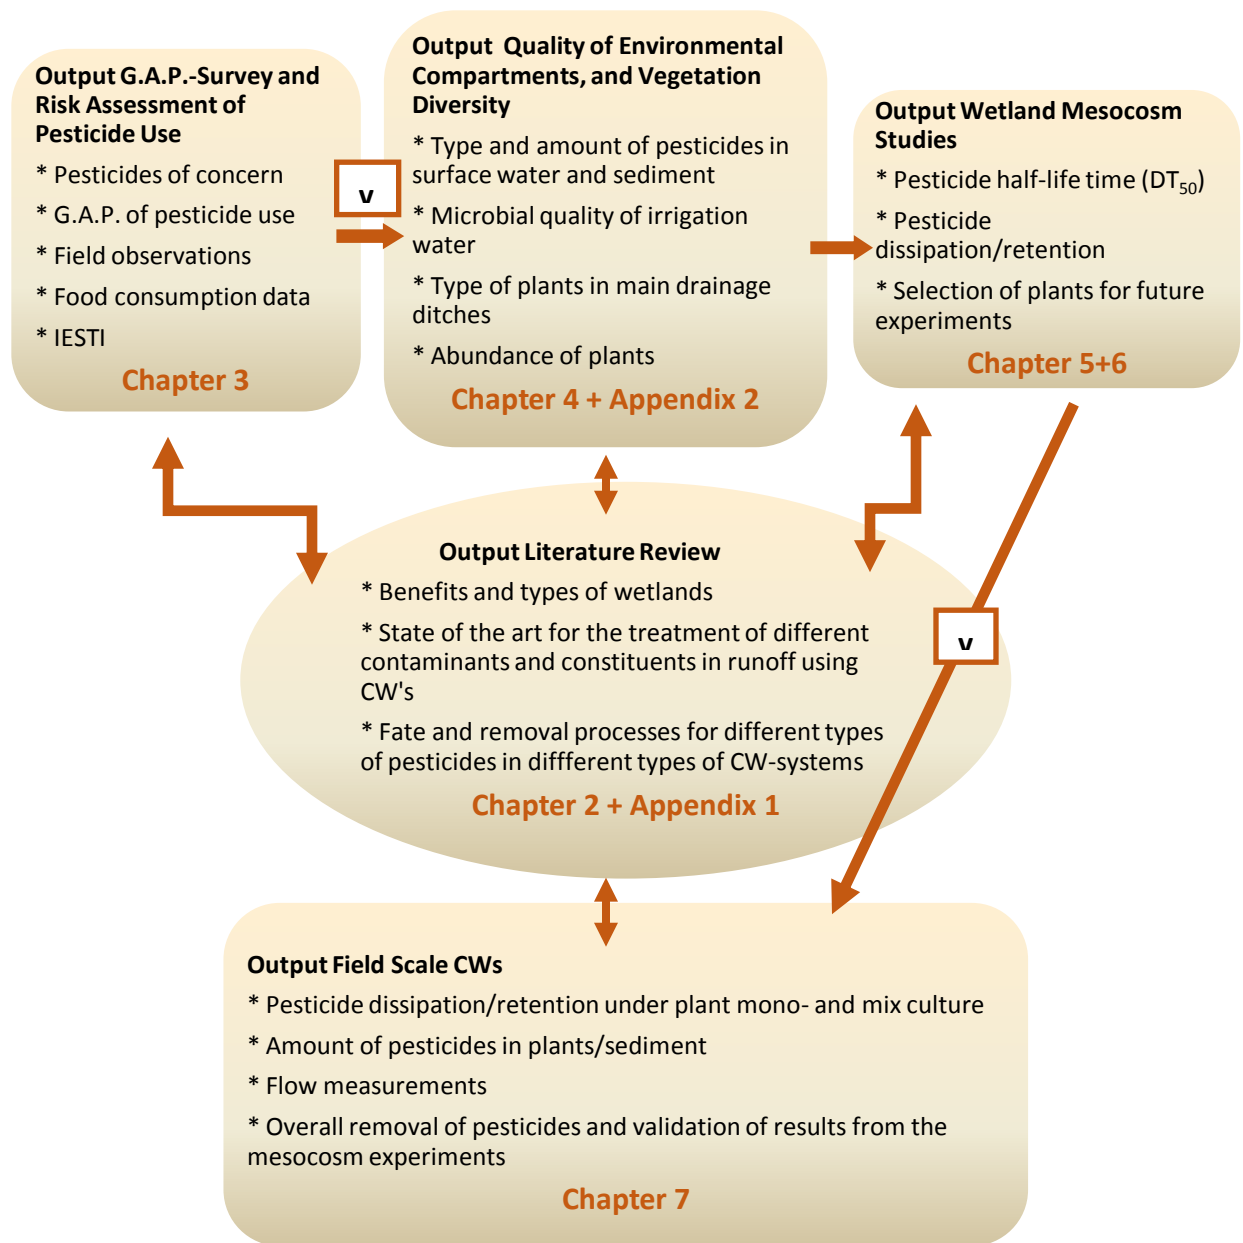 Output G.A.P.-Survey and
Risk Assessment of
Pesticide Use
* Pesticides of concern
* G.A.P. of pesticide use
* Field observations
* Food consumption data
* IESTI
Chapter 3
v
Output Quality of Environmental
Compartments, and Vegetation
Diversity
* Type and amount of pesticides in
surface water and sediment
* Microbial quality of irrigation
water
* Type of plants in main drainage
ditches
* Abundance of plants
Chapter 4 + Appendix 2
Output Wetland Mesocosm
Studies
* Pesticide half-life time (DT50)
* Pesticide
dissipation/retention
* Selection of plants for future
experiments
Chapter 5+6
Output Literature Review
* Benefits and types of wetlands
* State of the art for the treatment of different
contaminants and constituents in runoff using
CW's
* Fate and removal processes for different types
of pesticides in diffferent types of CW-systems
Chapter 2 + Appendix 1
v
Output Field Scale CWs
* Pesticide dissipation/retention under plant mono- and mix culture
* Amount of pesticides in plants/sediment
* Flow measurements
* Overall removal of pesticides and validation of results from the
mesocosm experiments
Chapter 7